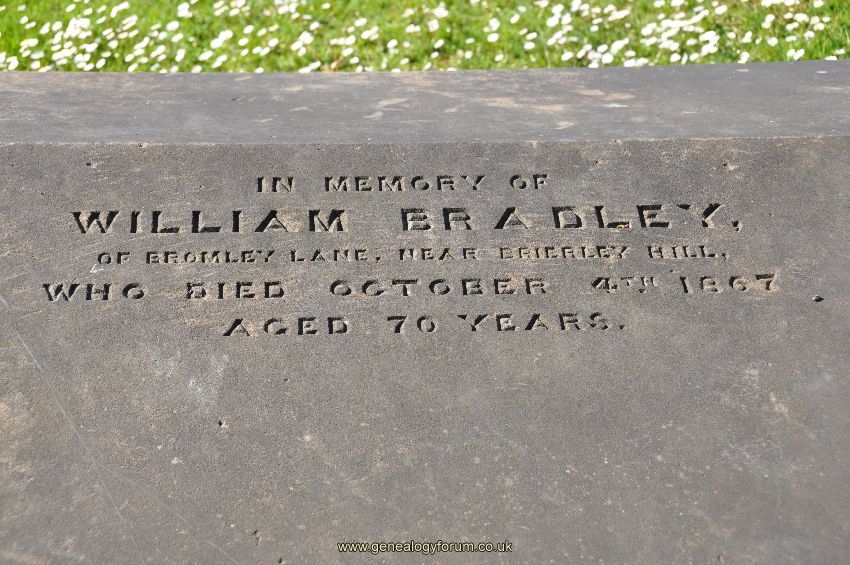 IN MEMORY OF
WILLIAM BRADLEY,
OF BROMLEY LANE, NEAR BRIERLEY HILL,
WHO DIED OCTOBER 4TH 1867
AGED 70 YEARS.
www.genealogyforum.co.uk